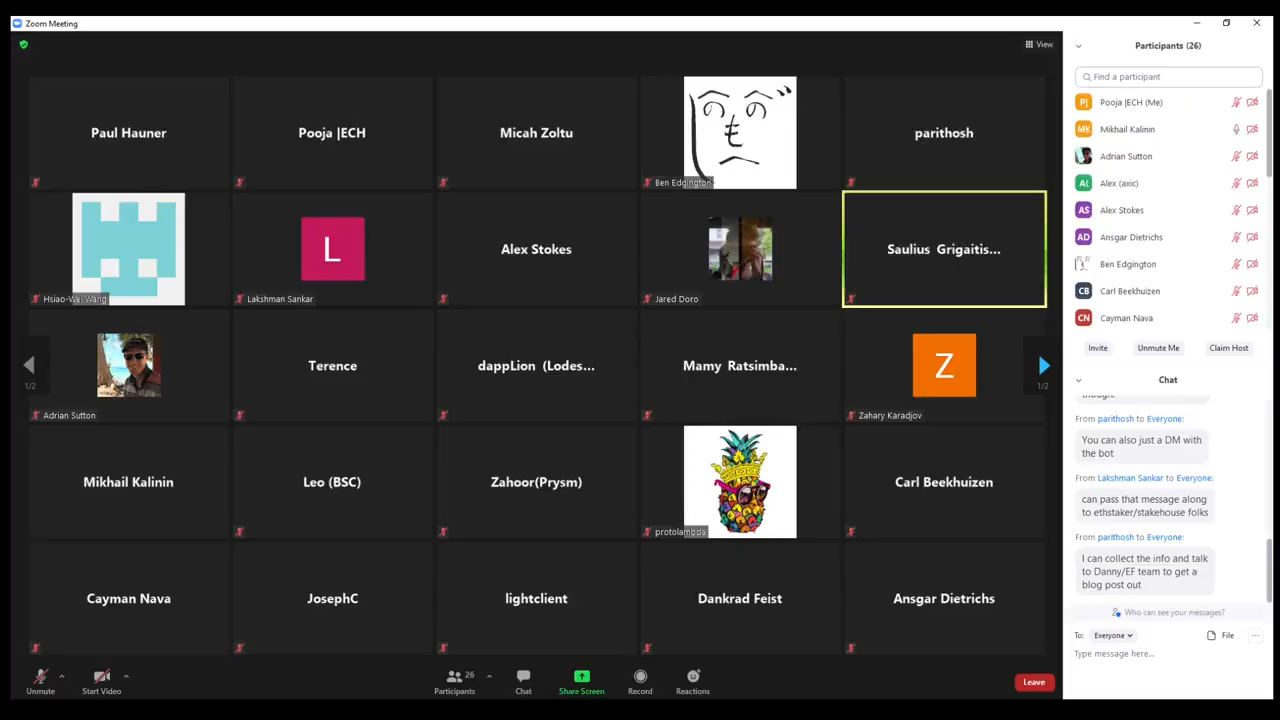 Zoom Meeting
View
Paul Hauner
Pooja |ECH
Micah Zoltu
Ben Edgington
parithosh
Hsiao-Wei Wang
L
Lakshman Sankar
Alex Stokes
Jared Doro
Saulius Grigaitis...
1/2
Adrian Sutton
Terence
dappLion (Lodes...
Mamy Ratsimba...
Z
Zahary Karadjov
1/2
Mikhail Kalinin
Leo (BSC)
Zahoor(Prysm)
protolambda
Carl Beekhuizen
Cayman Nava
JosephC
lightclient
Dankrad Feist
Ansgar Dietrichs
Unmute
Start Video
26
Participants
Chat
Share Screen
Record
Reactions
Leave
Participants (26)
Find a participant
PJ Pooja |ECH (Me)
MK Mikhail Kalinin
Adrian Sutton
A( Alex (axic)
AS Alex Stokes
AD Ansgar Dietrichs
Ben Edgington
CB Carl Beekhuizen
CN Cayman Nava
Invite
Unmute Me
Claim Host
Chat
thought
From parithosh to Everyone:
You can also just a DM with
the bot
From Lakshman Sankar to Everyone:
can pass that message along
to ethstaker/stakehouse folks
From parithosh to Everyone:
I can collect the info and talk
to Danny/EF team to get a
blog post out
Who can see your messages?
To: Everyone
File
Type message here...